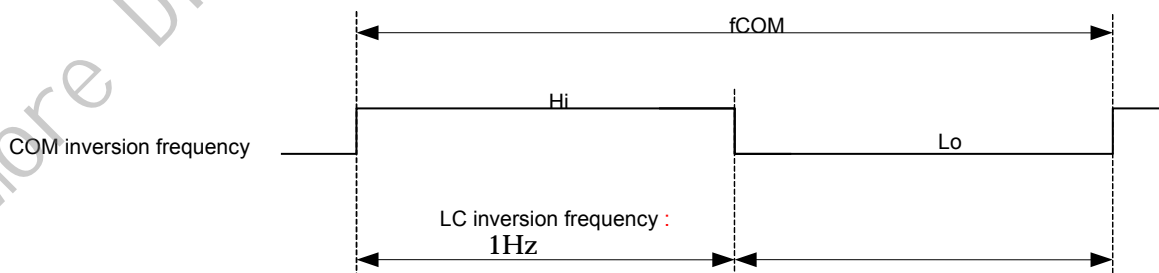 fCOM
Hi
COM inversion frequency
Lo
LC inversion frequency :
1Hz